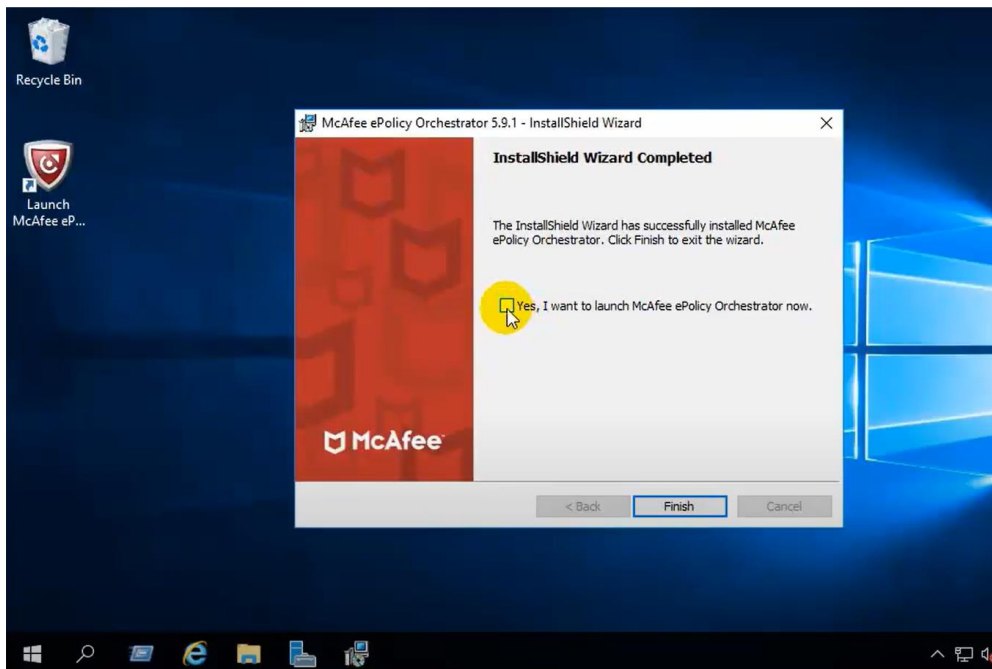 Recycle Bin
Launch
McAfee eP...
McAfee ePolicy Orchestrator 5.9.1 - InstallShield Wizard
InstallShield Wizard Completed
The InstallShield Wizard has successfully installed McAfee
ePolicy Orchestrator. Click Finish to exit the wizard.
Yes, I want to launch McAfee ePolicy Orchestrator now.
McAfee
< Back
Finish
Cancel